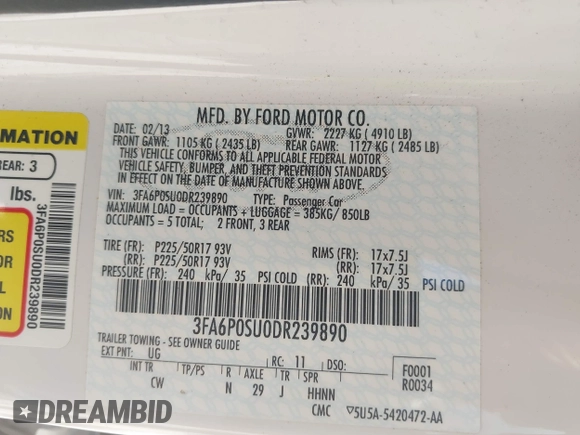 MFD. BY FORD MOTOR CO.
DATE: 02/13 GVWR: 2227 KG ( 4910 LB)
FRONT GAWR: 1105 KG ( 2435 LB) REAR GAWR: 1127 KG ( 2485 LB)
THIS VEHICLE CONFORMS TO ALL APPLICABLE FEDERAL MOTOR
VEHICLE SAFETY, BUMPER, AND THEFT PREVENTION STANDARDS
IN EFFECT ON THE DATE OF MANUFACTURE SHOWN ABOVE.
VIN: 3FA6P0SU0DR239890 TYPE: Passenger Car
MAXIMUM LOAD = OCCUPANTS + LUGGAGE = 385KG/ 850LB
OCCUPANTS = 5 TOTAL; 2 FRONT, 3 REAR
TIRE (FR): P225/50R17 93V RIMS (FR): 17x7.5J
(RR): P225/50R17 93V (RR): 17x7.5J
PRESSURE (FR): 240 kPa/ 35 PSI COLD (RR): 240 kPa/ 35 PSI COLD
3FA6P0SU0DR239890
TRAILER TOWING - SEE OWNER GUIDE
EXT PNT: UG RC: 11 DSO: F0001
R0034
INT TR TP/PS R AXLE TR SPR
CW N 29 J HHNN
CMC ▽5U5A-5420472-AA
RMATION
REAR: 3
lbs.
RS
OR
3FA6P0SU0DR239890
DREAMBID